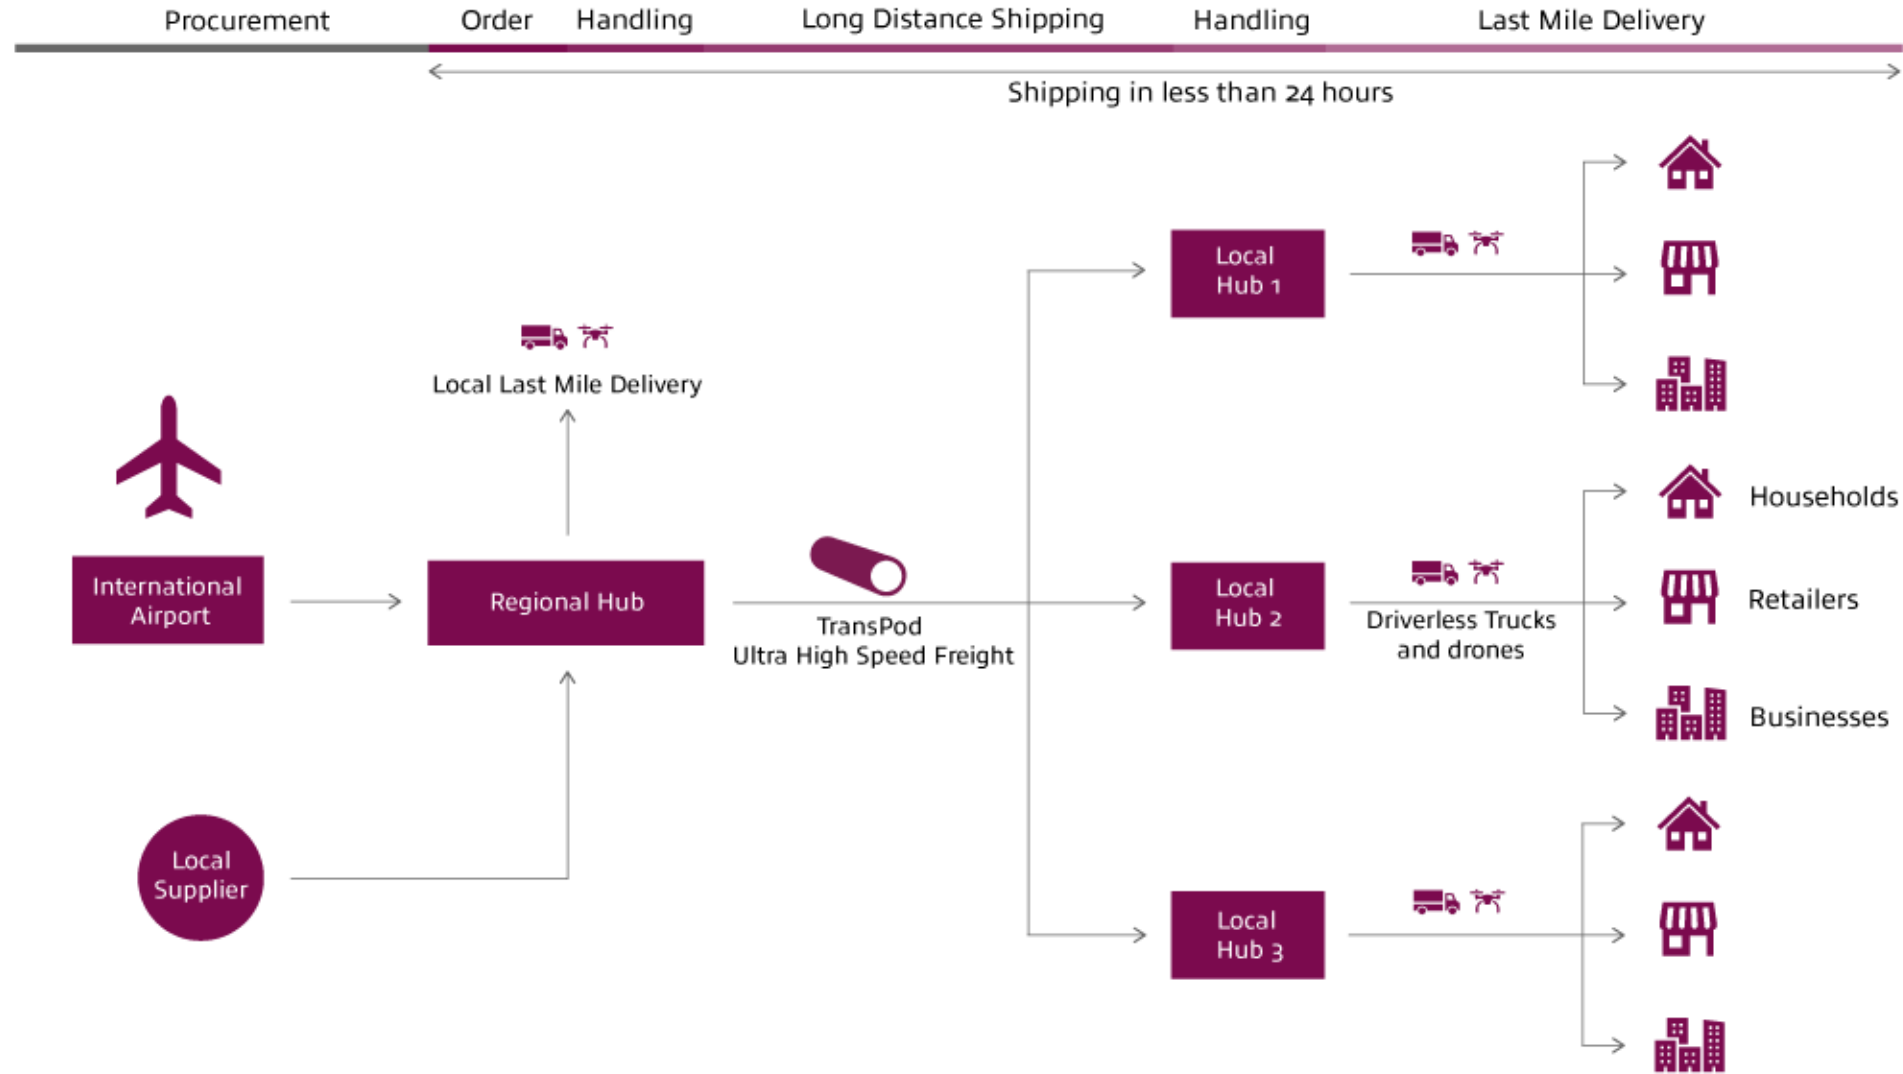 Procurement
Order
Handling
Long Distance Shipping
Handling
Last Mile Delivery
Shipping in less than 24 hours
Local
Hub 1
Local Last Mile Delivery
International
Airport
Regional Hub
TransPod
Ultra High Speed Freight
Local
Hub 2
Driverless Trucks
and drones
Households
Retailers
Businesses
Local
Supplier
Local
Hub 3